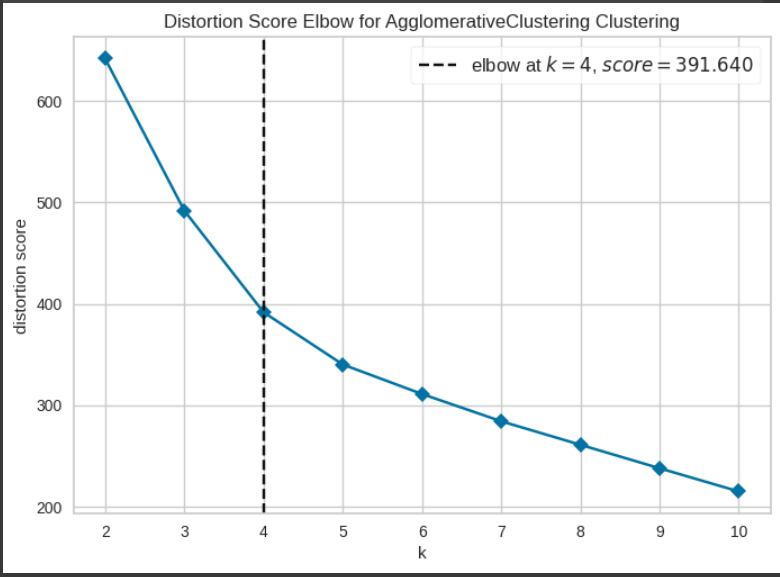 Distortion Score Elbow for AgglomerativeClustering Clustering
elbow at k = 4, score = 391.640
600
500
400
300
200
distortion score
2 3 4 5 6 7 8 9 10
k